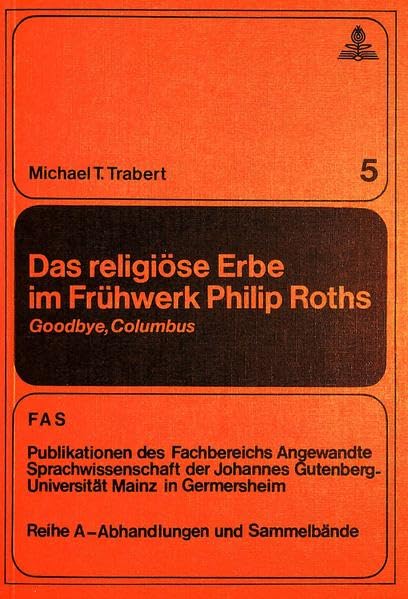 Michael T. Trabert
5
Das religiöse Erbe
im Frühwerk Philip Roths
Goodbye, Columbus
FAS
Publikationen des Fachbereichs Angewandte
Sprachwissenschaft der Johannes Gutenberg-
Universität Mainz in Germersheim
Reihe A–Abhandlungen und Sammelbände